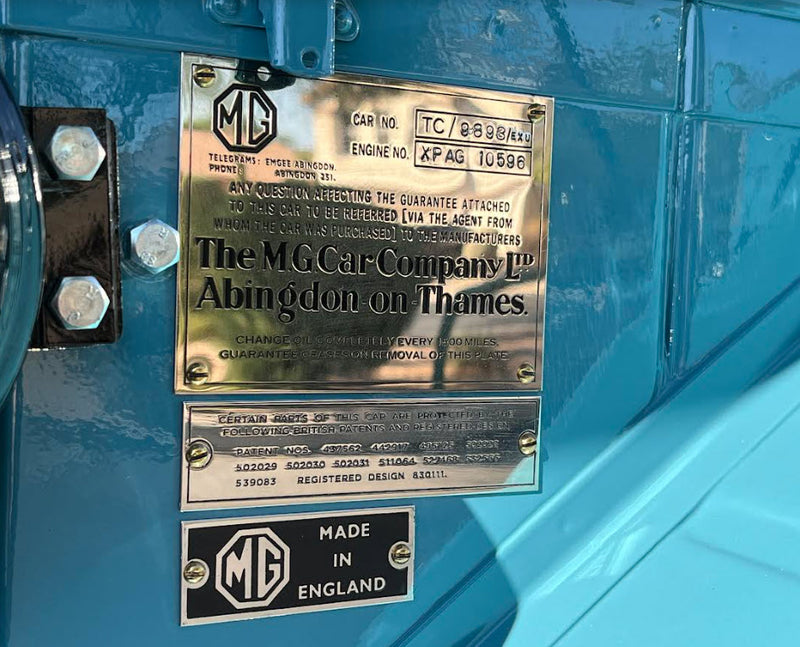 MG
CAR NO. TC/9898/EXU
ENGINE NO. XPAG 10596
TELEGRAMS: EMGEE ABINGDON.
PHONE: ABINGDON 251.
ANY QUESTION AFFECTING THE GUARANTEE ATTACHED
TO THIS CAR TO BE REFERRED [VIA THE AGENT FROM
WHOM THE CAR WAS PURCHASED] TO THE MANUFACTURERS
The M.G Car Company LTD
Abingdon-on-Thames.
CHANGE OIL COMPLETELY EVERY MILES.
GUARANTEE CEASES ON REMOVAL OF THIS PLATE
CERTAIN PARTS OF THIS CAR ARE PROTECTED BY THE
FOLLOWING BRITISH PATENTS AND REGISTERED DESIGN
PATENT NOS. 437562
502029 502030 502031 511064
539083 REGISTERED DESIGN 830111.
MG
MADE
IN
ENGLAND